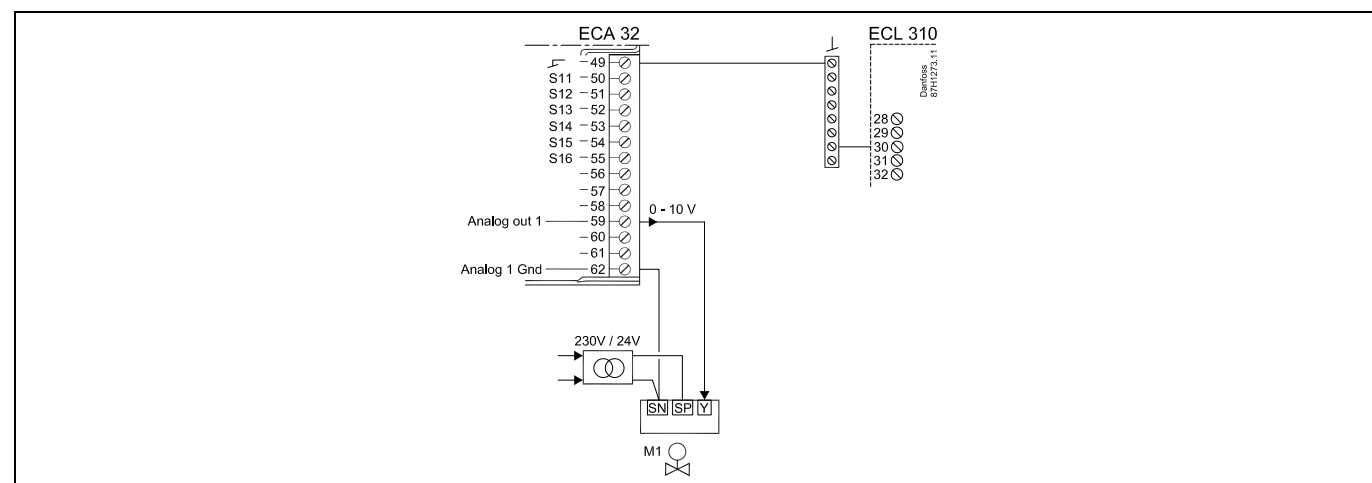 ECA 32
ECL 310
49
S11 - 50
S12 - 51
S13 - 52
S14 - 53
S15 - 54
S16 - 55
56
57
58
Analog out 1 59
60
61
Analog 1 Gnd 62
0 - 10 V
Danfoss
87H1273.11
28
29
30
31
32
230V / 24V
SN SP Y
M1